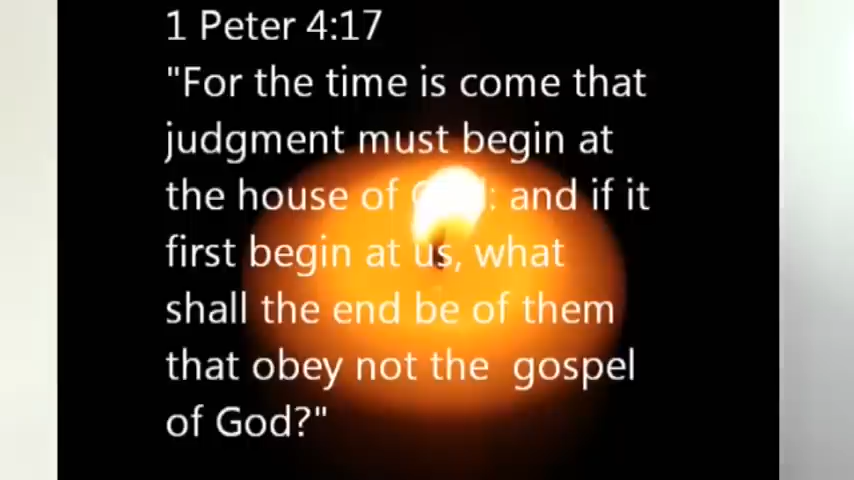 1 Peter 4:17
"For the time is come that
judgment must begin at
the house of God: and if it
first begin at us, what
shall the end be of them
that obey not the  gospel
of God?"